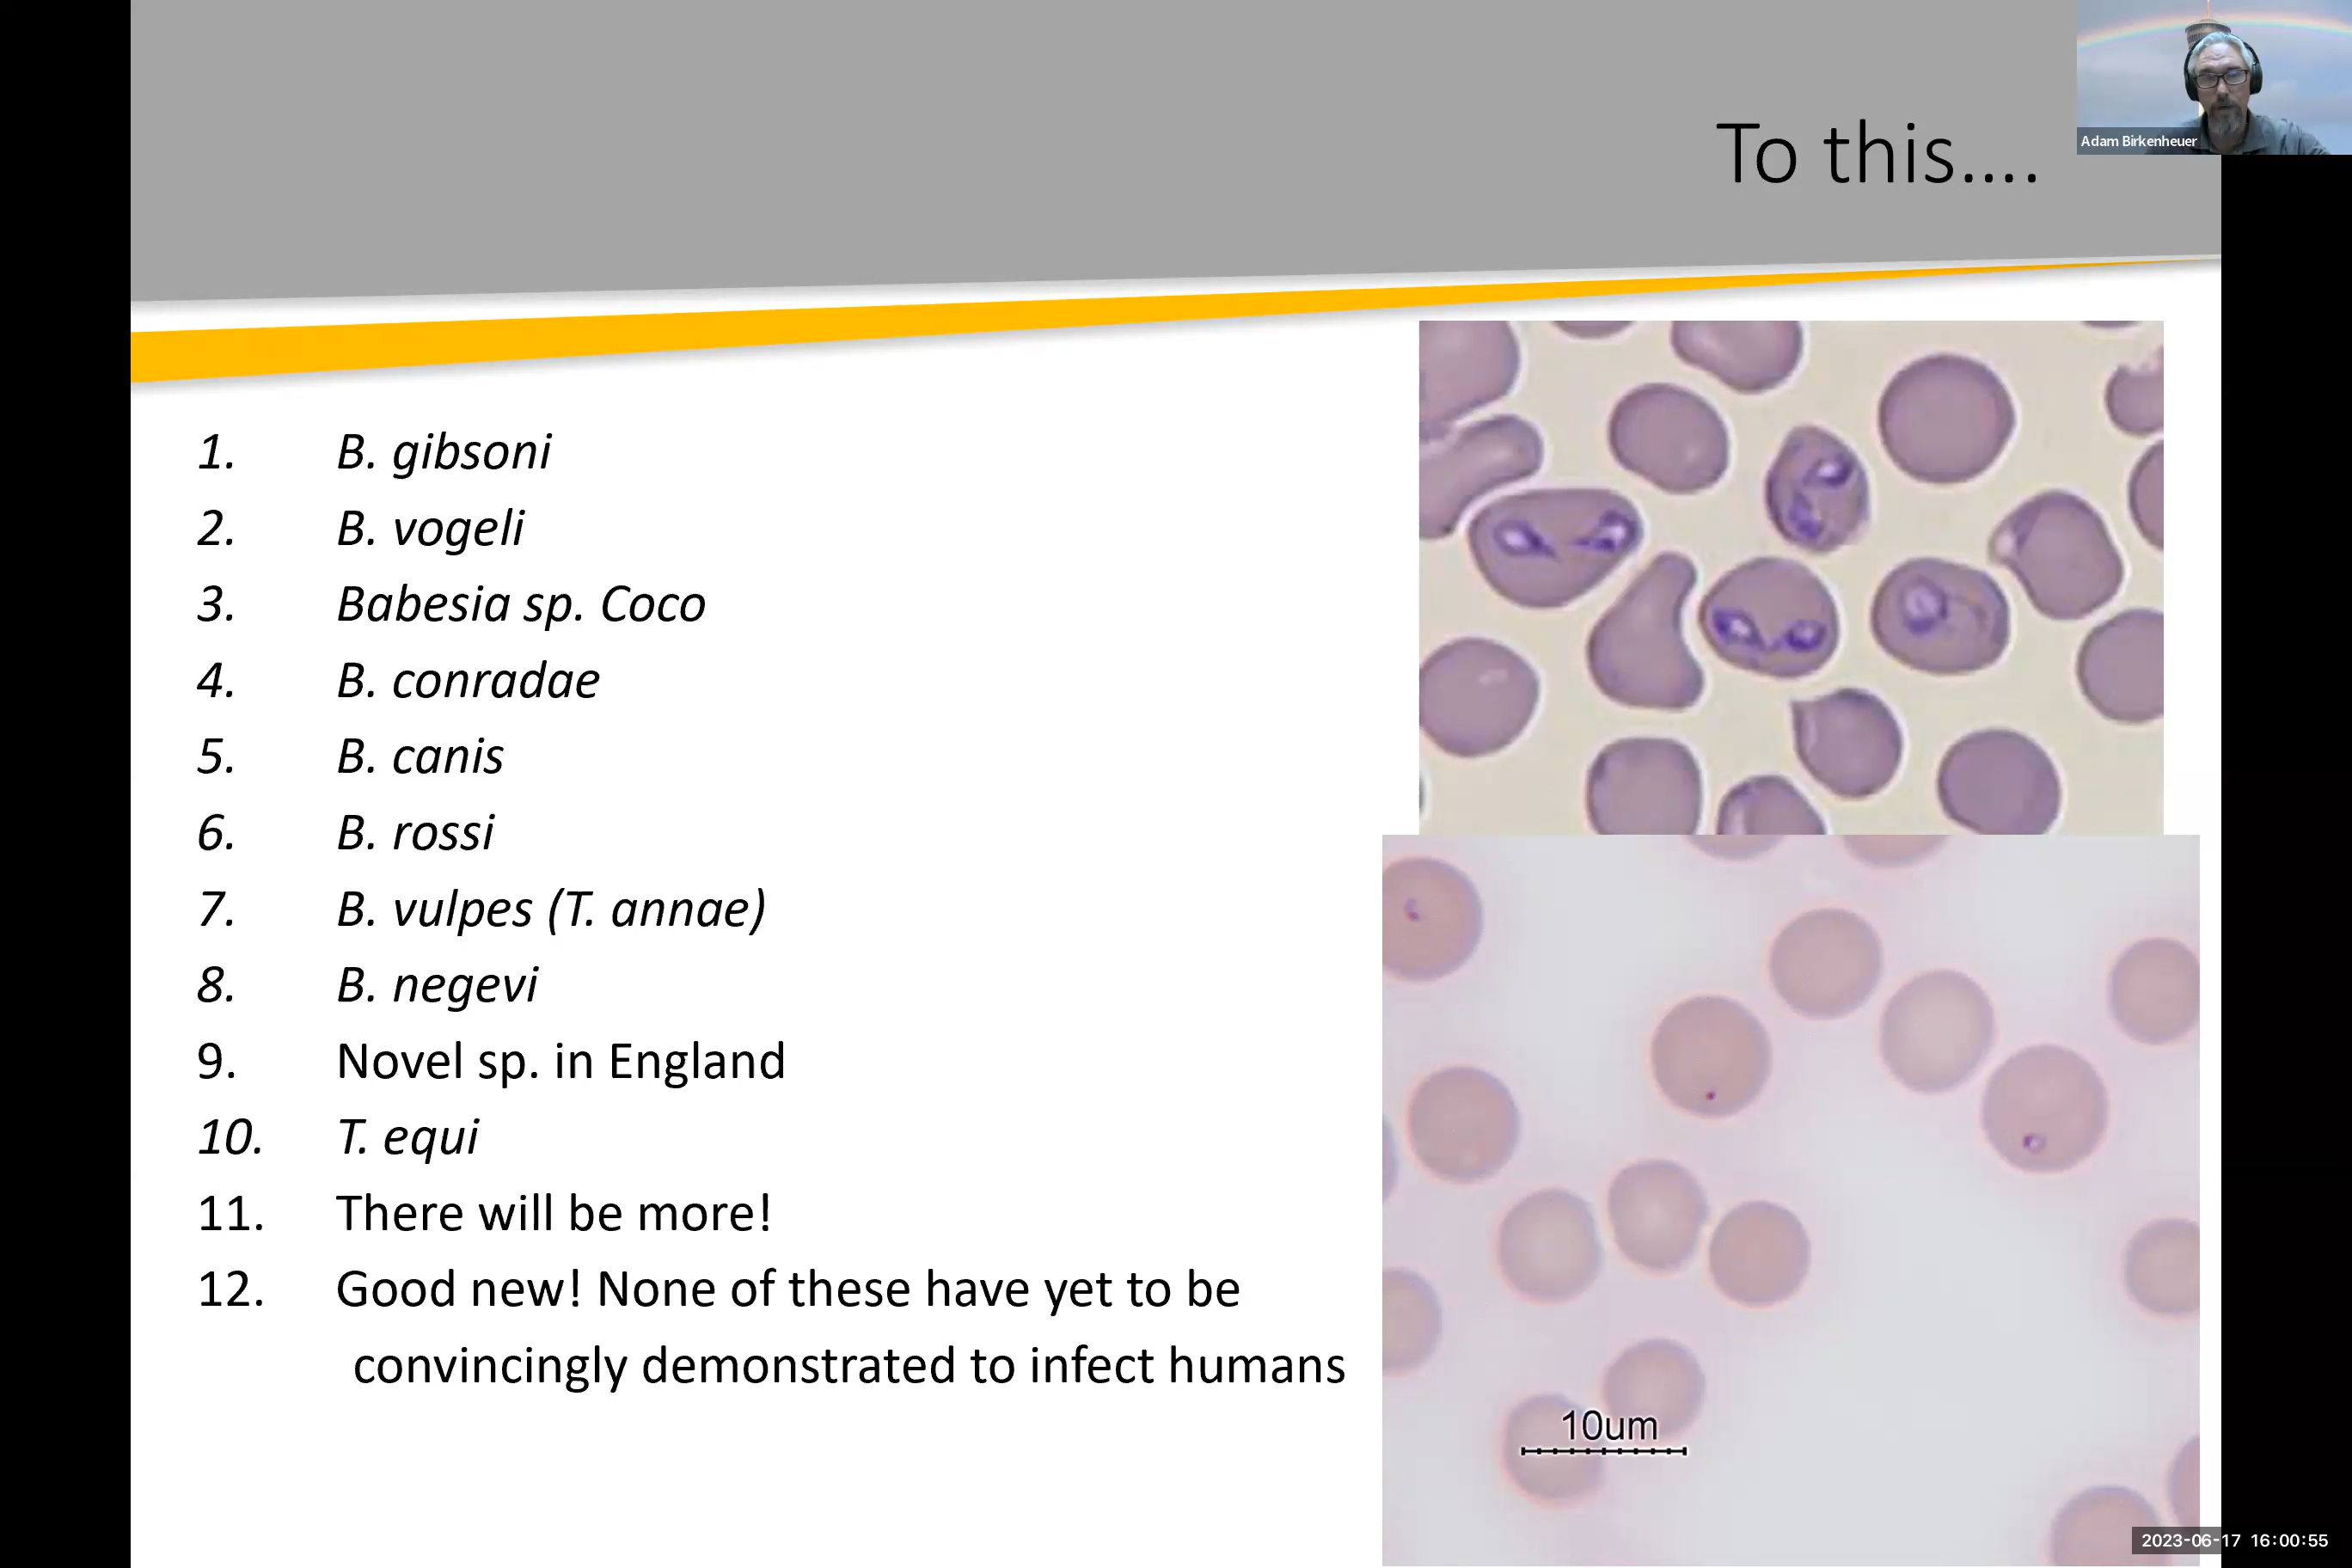 To this....
Adam Birkenheuer
1. B. gibsoni
2. B. vogeli
3. Babesia sp. Coco
4. B. conradae
5. B. canis
6. B. rossi
7. B. vulpes (T. annae)
8. B. negevi
9. Novel sp. in England
10. T. equi
11. There will be more!
12. Good new! None of these have yet to be
convincingly demonstrated to infect humans
10um
2023-06-17 16:00:55